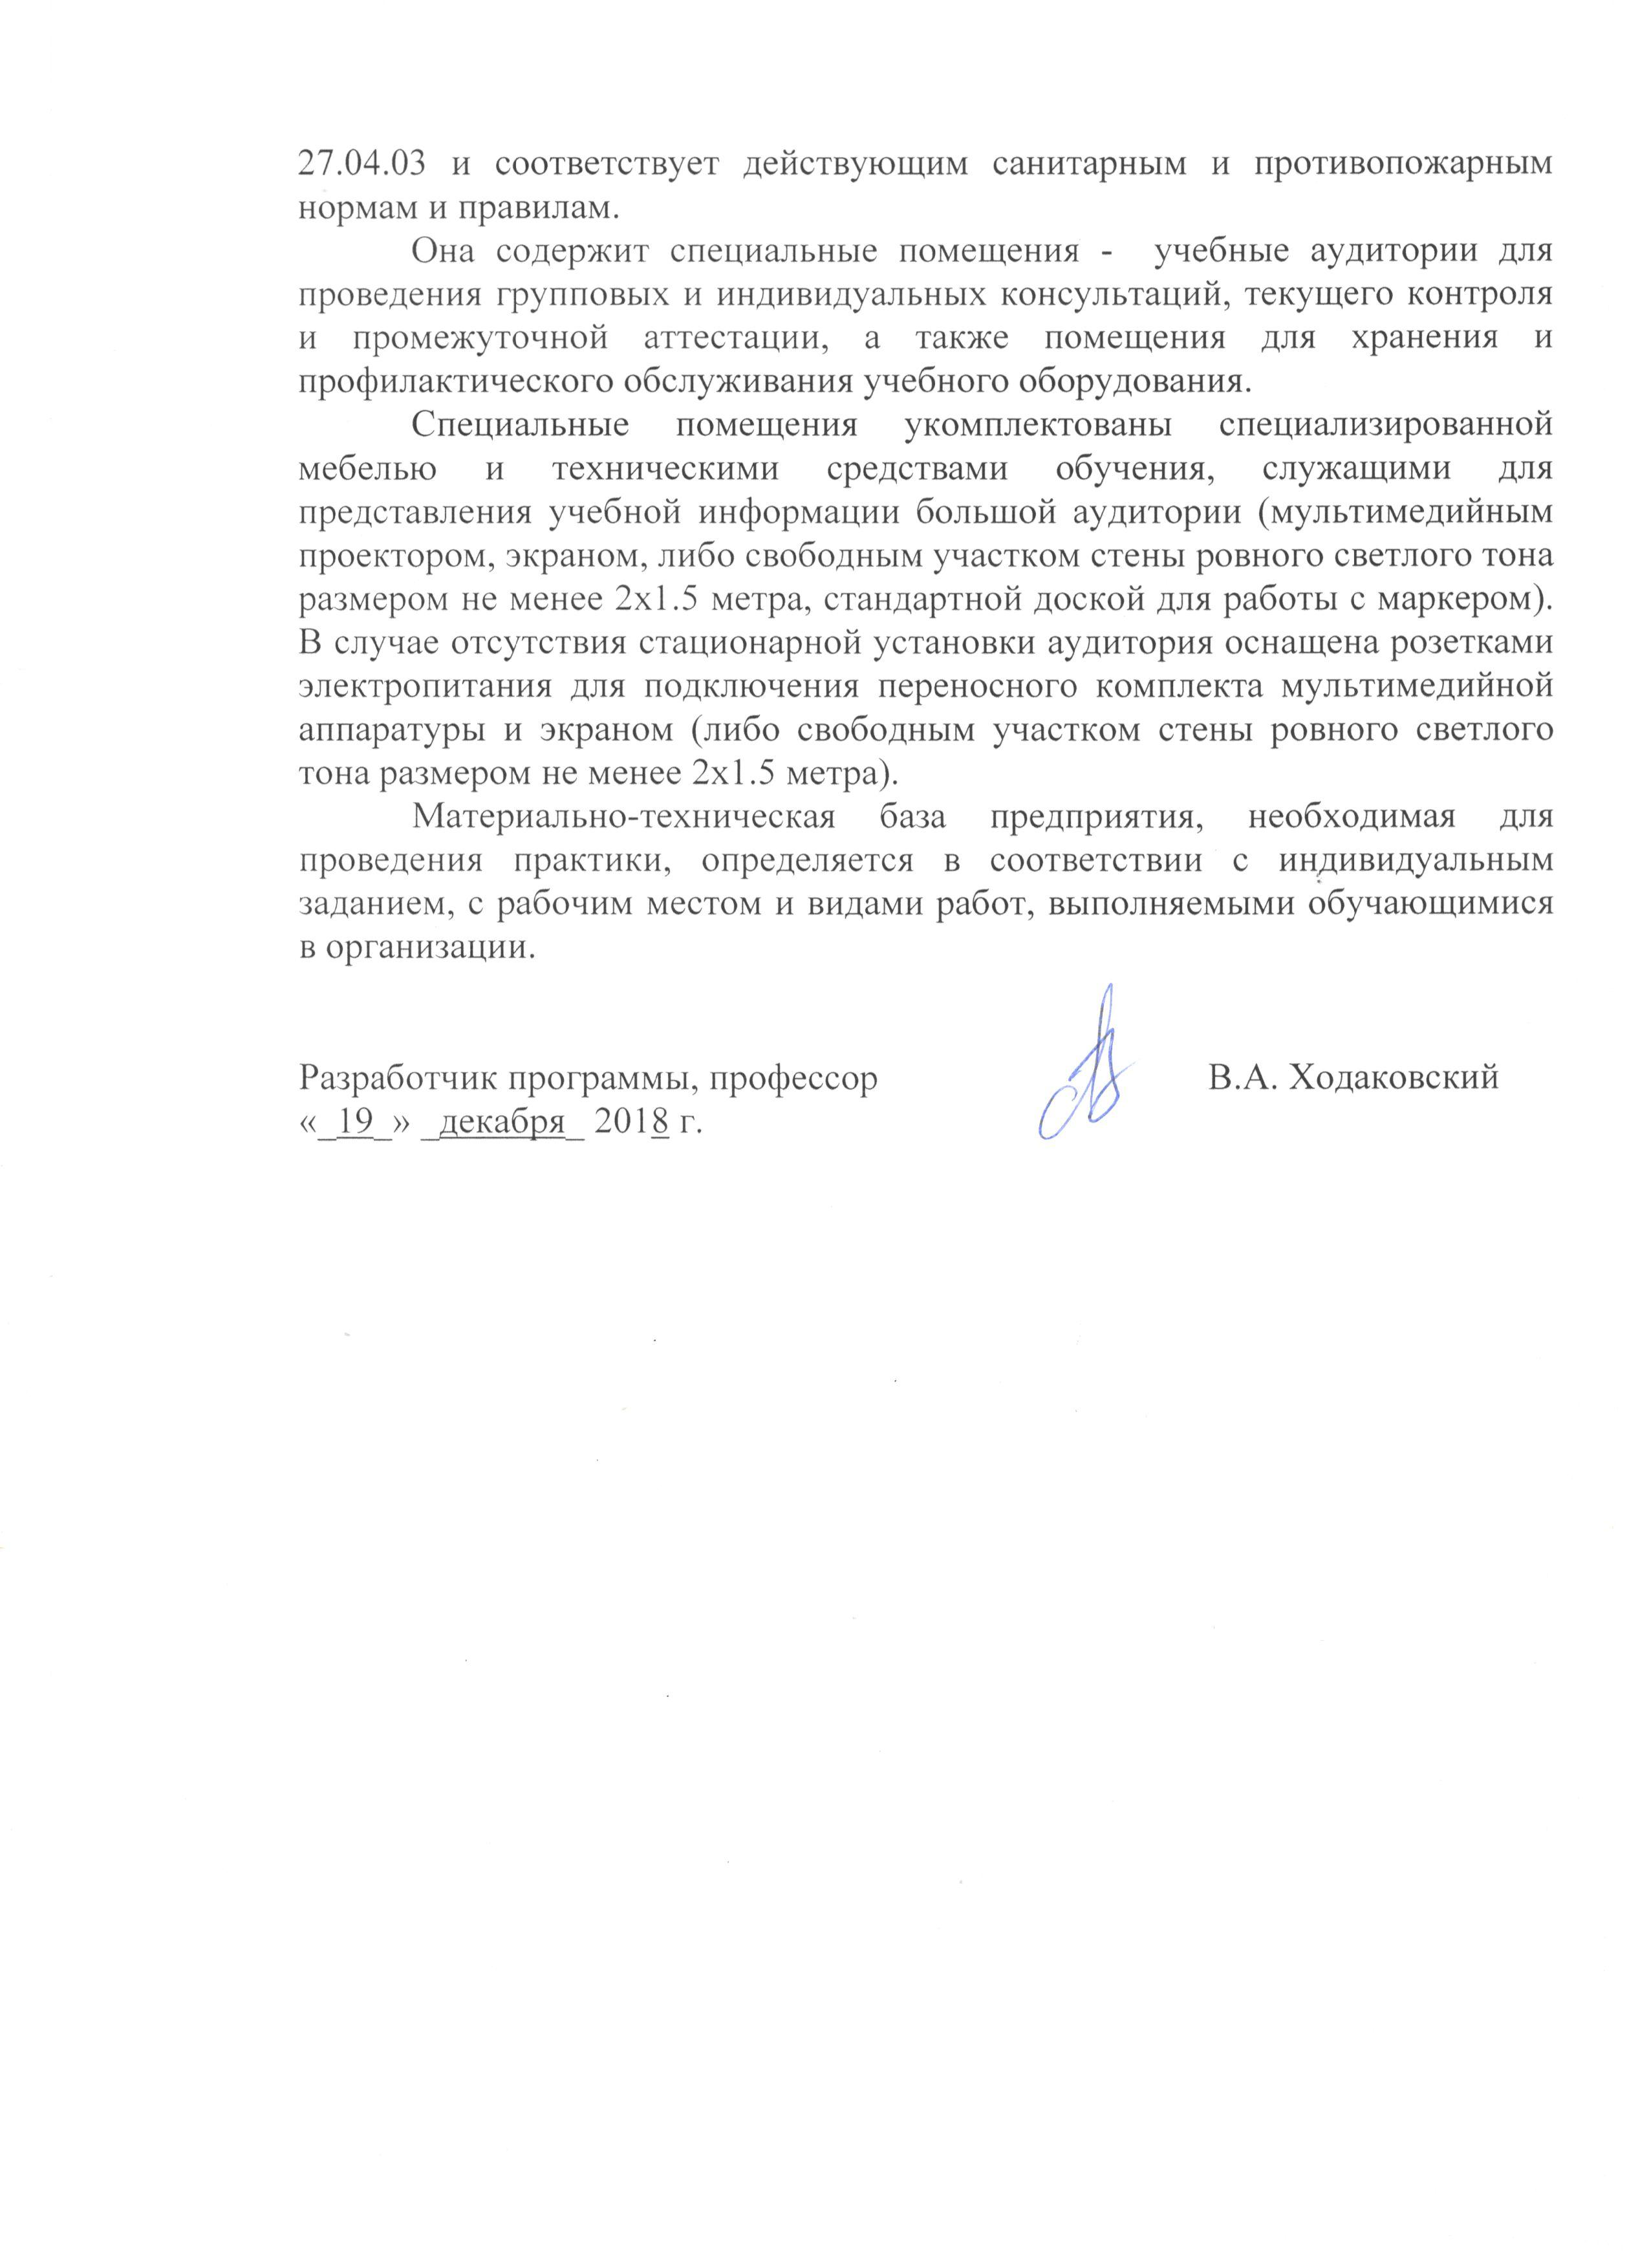 27.04.03 и соответствует действующим санитарным и противопожарным
нормам и правилам.
Она содержит специальные помещения - учебные аудитории для
проведения групповых и индивидуальных консультаций, текущего контроля
и промежуточной аттестации, а также помещения для хранения и
профилактического обслуживания учебного оборудования.
Специальные помещения укомплектованы специализированной
мебелью и техническими средствами обучения, служащими для
представления учебной информации большой аудитории (мультимедийным
проектором, экраном, либо свободным участком стены ровного светлого тона
размером не менее 2х1.5 метра, стандартной доской для работы с маркером).
В случае отсутствия стационарной установки аудитория оснащена розетками
электропитания для подключения переносного комплекта мультимедийной
аппаратуры и экраном (либо свободным участком стены ровного светлого
тона размером не менее 2х1.5 метра).
Материально-техническая база предприятия, необходимая для
проведения практики, определяется в соответствии с индивидуальным
заданием, с рабочим местом и видами работ, выполняемыми обучающимися
в организации.
Разработчик программы, профессор В.А. Ходаковский
«_19_» _декабря_ 2018 г.